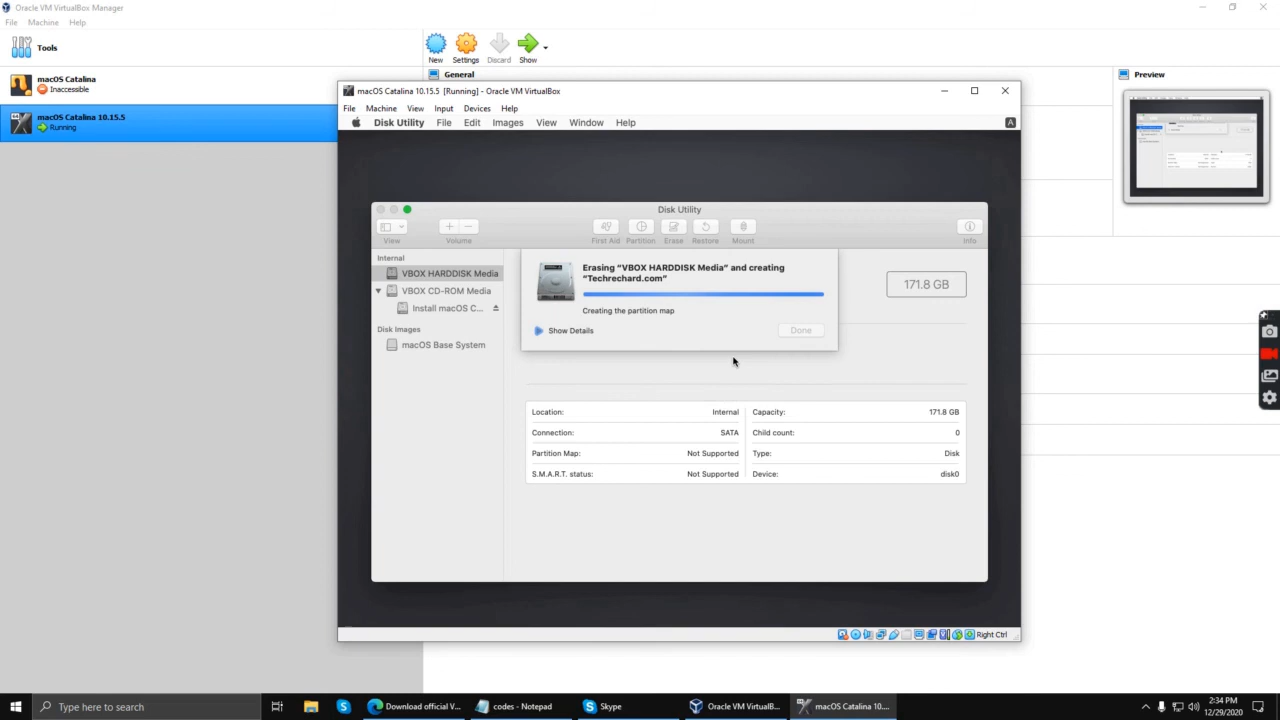 Oracle VM VirtualBox Manager
File Machine Help
Tools
New Settings Discard Show
macOS Catalina
Inaccessible
macOS Catalina 10.15.5
Running
General
Preview
macOS Catalina 10.15.5 [Running] - Oracle VM VirtualBox
File Machine View Input Devices Help
Disk Utility File Edit Images View Window Help
A
Disk Utility
View Volume First Aid Partition Erase Restore Mount Info
Internal
VBOX HARDDISK Media
VBOX CD-ROM Media
Install macOS C...
Disk Images
macOS Base System
Erasing “VBOX HARDDISK Media” and creating
“Techrechard.com”
Creating the partition map
Show Details
Done
171.8 GB
Location: Internal
Connection: SATA
Partition Map: Not Supported
S.M.A.R.T. status: Not Supported
Capacity: 171.8 GB
Child count: 0
Type: Disk
Device: disk0
Right Ctrl
Type here to search
Download official V...
codes - Notepad
Skype
Oracle VM VirtualB...
macOS Catalina 10....
2:34 PM
12/29/2020